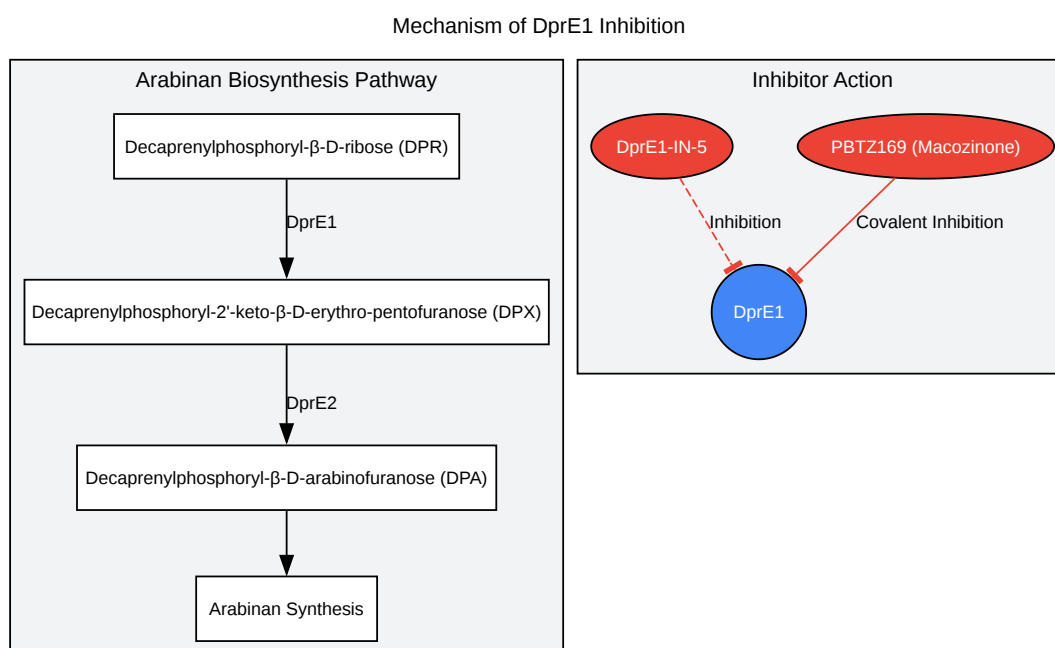 Mechanism of DprE1 Inhibition
Arabinan Biosynthesis Pathway
Decaprenylphosphoryl-β-D-ribose (DPR)
DprE1
Decaprenylphosphoryl-2'-keto-β-D-erythro-pentofuranose (DPX)
DprE2
Decaprenylphosphoryl-β-D-arabinofuranose (DPA)
Arabinan Synthesis
Inhibitor Action
DprE1-IN-5
PBTZ169 (Macozinone)
Inhibition
Covalent Inhibition
DprE1